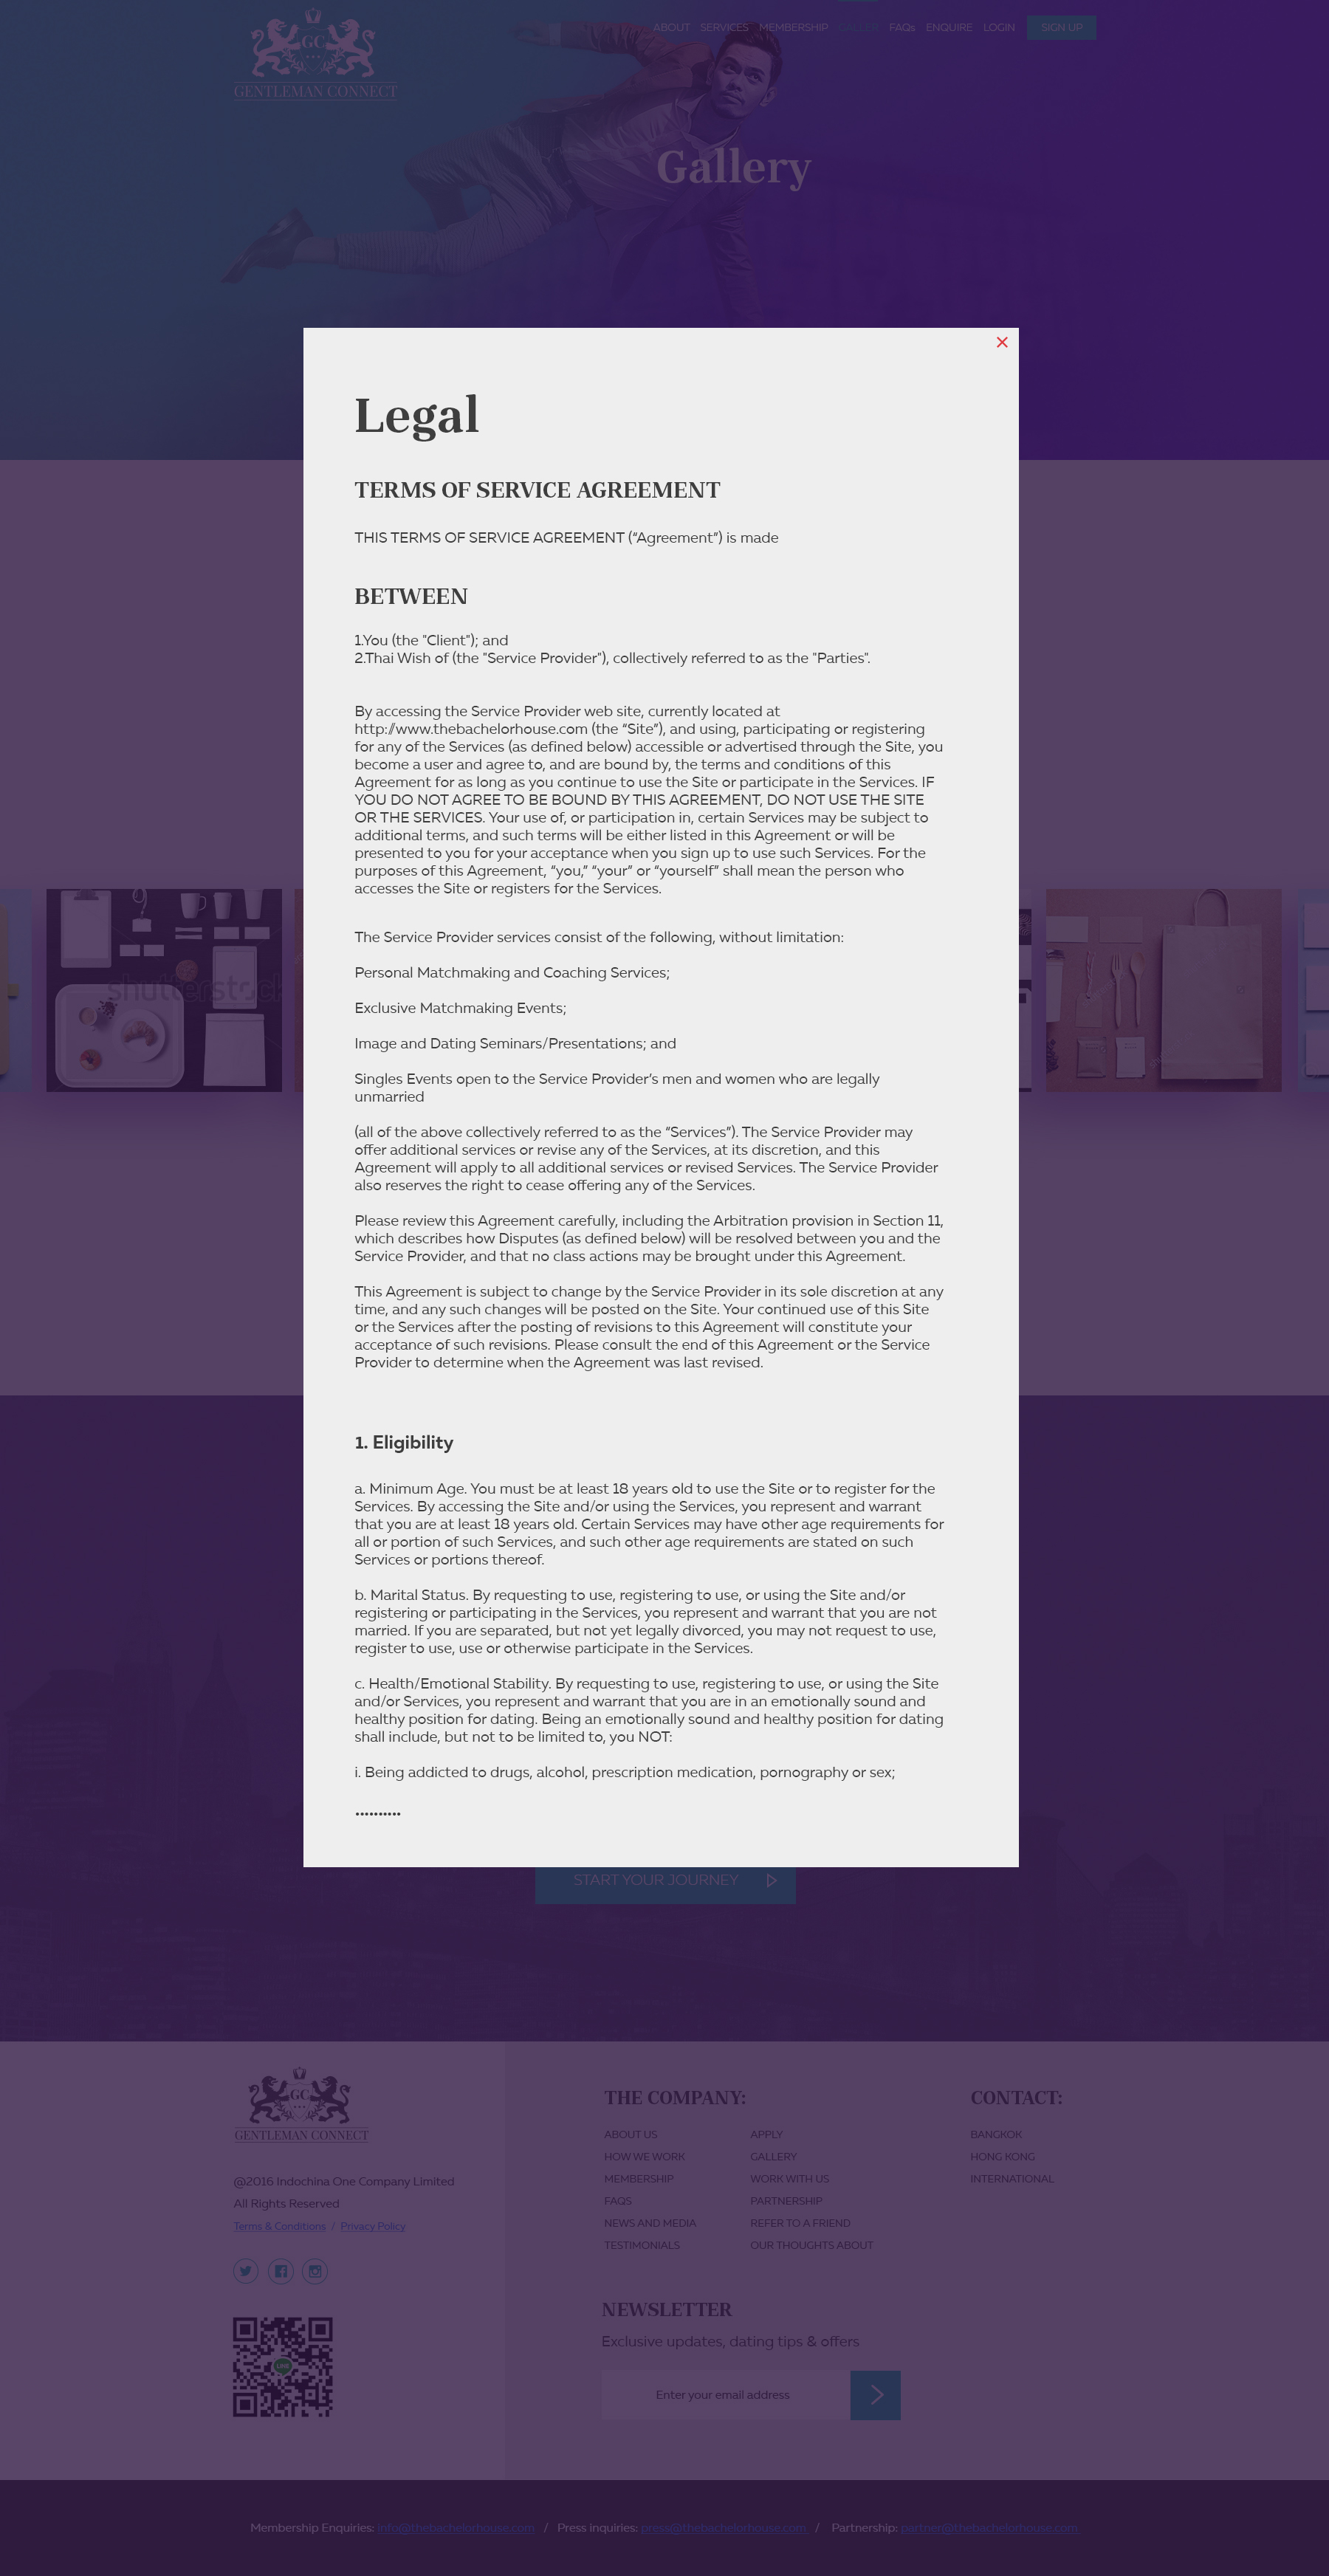 GC
GENTLEMAN CONNECT
ABOUT SERVICES MEMBERSHIP GALLERY FAQs ENQUIRE LOGIN SIGN UP
Gallery
Legal
TERMS OF SERVICE AGREEMENT
THIS TERMS OF SERVICE AGREEMENT (“Agreement”) is made
BETWEEN
1.You (the "Client"); and
2.Thai Wish of (the "Service Provider"), collectively referred to as the "Parties".
By accessing the Service Provider web site, currently located at
http://www.thebachelorhouse.com (the “Site”), and using, participating or registering
for any of the Services (as defined below) accessible or advertised through the Site, you
become a user and agree to, and are bound by, the terms and conditions of this
Agreement for as long as you continue to use the Site or participate in the Services. IF
YOU DO NOT AGREE TO BE BOUND BY THIS AGREEMENT, DO NOT USE THE SITE
OR THE SERVICES. Your use of, or participation in, certain Services may be subject to
additional terms, and such terms will be either listed in this Agreement or will be
presented to you for your acceptance when you sign up to use such Services. For the
purposes of this Agreement, “you,” “your” or “yourself” shall mean the person who
accesses the Site or registers for the Services.
The Service Provider services consist of the following, without limitation:
Personal Matchmaking and Coaching Services;
Exclusive Matchmaking Events;
Image and Dating Seminars/Presentations; and
Singles Events open to the Service Provider’s men and women who are legally
unmarried
(all of the above collectively referred to as the “Services”). The Service Provider may
offer additional services or revise any of the Services, at its discretion, and this
Agreement will apply to all additional services or revised Services. The Service Provider
also reserves the right to cease offering any of the Services.
Please review this Agreement carefully, including the Arbitration provision in Section 11,
which describes how Disputes (as defined below) will be resolved between you and the
Service Provider, and that no class actions may be brought under this Agreement.
This Agreement is subject to change by the Service Provider in its sole discretion at any
time, and any such changes will be posted on the Site. Your continued use of this Site
or the Services after the posting of revisions to this Agreement will constitute your
acceptance of such revisions. Please consult the end of this Agreement or the Service
Provider to determine when the Agreement was last revised.
1. Eligibility
a. Minimum Age. You must be at least 18 years old to use the Site or to register for the
Services. By accessing the Site and/or using the Services, you represent and warrant
that you are at least 18 years old. Certain Services may have other age requirements for
all or portion of such Services, and such other age requirements are stated on such
Services or portions thereof.
b. Marital Status. By requesting to use, registering to use, or using the Site and/or
registering or participating in the Services, you represent and warrant that you are not
married. If you are separated, but not yet legally divorced, you may not request to use,
register to use, use or otherwise participate in the Services.
c. Health/Emotional Stability. By requesting to use, registering to use, or using the Site
and/or Services, you represent and warrant that you are in an emotionally sound and
healthy position for dating. Being an emotionally sound and healthy position for dating
shall include, but not to be limited to, you NOT:
i. Being addicted to drugs, alcohol, prescription medication, pornography or sex;
..........
shutterstock
START YOUR JOURNEY
GC
GENTLEMAN CONNECT
@2016 Indochina One Company Limited
All Rights Reserved
Terms & Conditions / Privacy Policy
LINE
THE COMPANY:
ABOUT US
HOW WE WORK
MEMBERSHIP
FAQS
NEWS AND MEDIA
TESTIMONIALS
APPLY
GALLERY
WORK WITH US
PARTNERSHIP
REFER TO A FRIEND
OUR THOUGHTS ABOUT
CONTACT:
BANGKOK
HONG KONG
INTERNATIONAL
NEWSLETTER
Exclusive updates, dating tips & offers
Enter your email address
Membership Enquiries: info@thebachelorhouse.com / Press inquiries: press@thebachelorhouse.com / Partnership: partner@thebachelorhouse.com